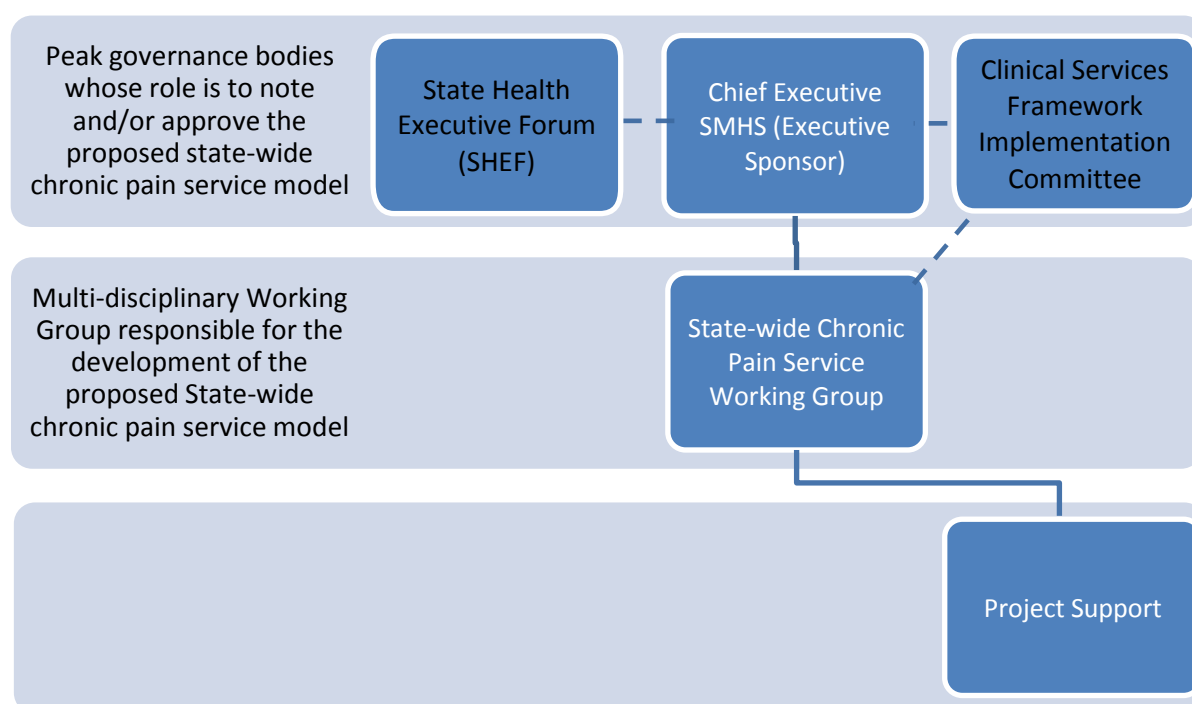 Peak governance bodies
whose role is to note
and/or approve the
proposed state-wide
chronic pain service model
State Health
Executive Forum
(SHEF)
Chief Executive
SMHS (Executive
Sponsor)
Clinical Services
Framework
Implementation
Committee
Multi-disciplinary Working
Group responsible for the
development of the
proposed State-wide
chronic pain service model
State-wide Chronic
Pain Service
Working Group
Project Support